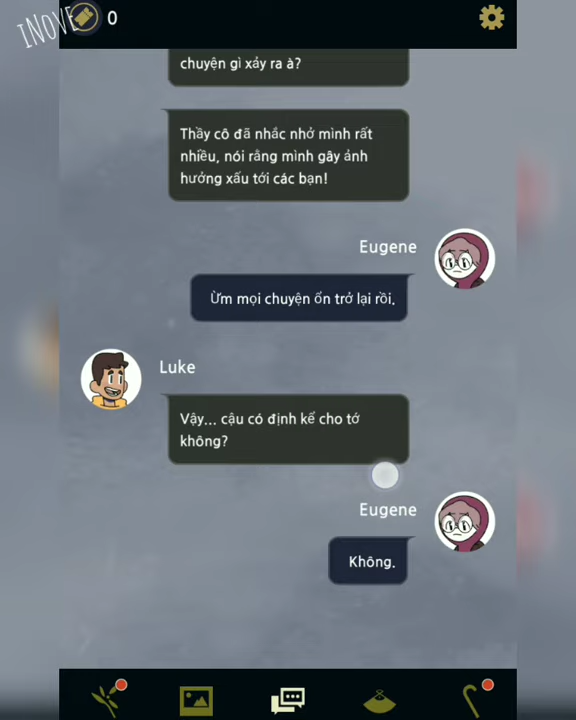 iNOVE
0
chuyện gì xảy ra à?
Thầy cô đã nhắc nhở mình rất
nhiều, nói rằng mình gây ảnh
hưởng xấu tới các bạn!
Eugene
Ừm mọi chuyện ổn trở lại rồi.
Luke
Vậy... cậu có định kể cho tớ
không?
Eugene
Không.